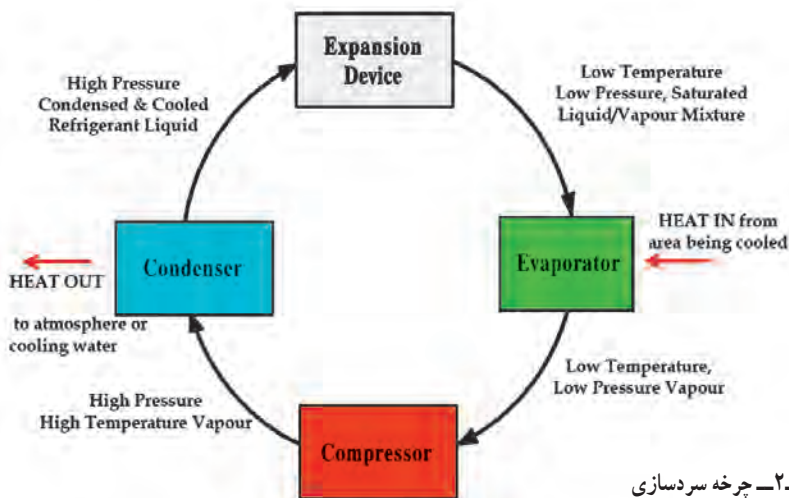 Expansion
Device
High Pressure
Condensed & Cooled
Refrigerant Liquid
Low Temperature
Low Pressure, Saturated
Liquid/Vapour Mixture
HEAT IN from
area being cooled
Evaporator
Condenser
HEAT OUT
to atmosphere or
cooling water
Low Temperature,
Low Pressure Vapour
High Pressure
High Temperature Vapour
Compressor
ـ۲ــ چرخه سردسازی